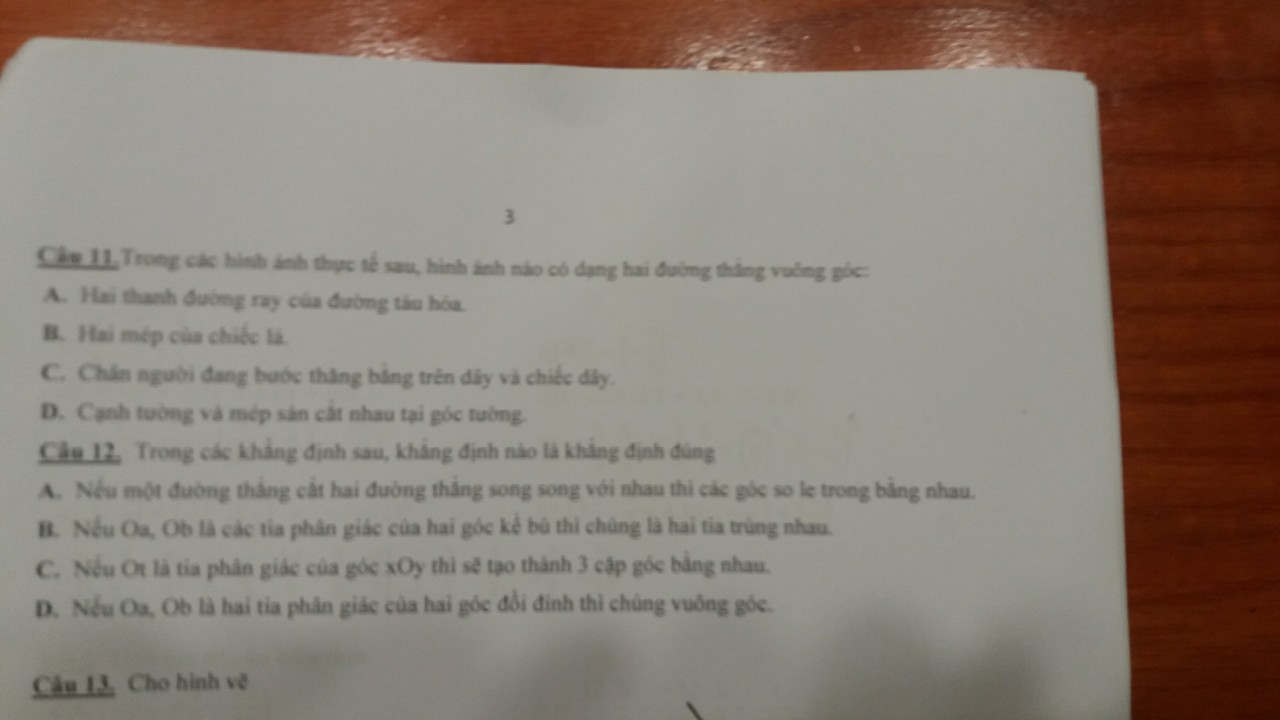 3
Câu 11. Trong các hình ảnh thực tế sau, hình ảnh nào có dạng hai đường thẳng vuông góc:
A. Hai thanh đường ray của đường tàu hỏa.
B. Hai mép của chiếc lá.
C. Chân người đang bước thăng bằng trên dây và chiếc dây.
D. Cạnh tường và mép sàn cắt nhau tại góc tường.
Câu 12. Trong các khẳng định sau, khẳng định nào là khẳng định đúng
A. Nếu một đường thẳng cắt hai đường thẳng song song với nhau thì các góc so le trong bằng nhau.
B. Nếu Oa, Ob là các tia phân giác của hai góc kề bù thì chúng là hai tia trùng nhau.
C. Nếu Ot là tia phân giác của góc xOy thì sẽ tạo thành 3 cặp góc bằng nhau.
D. Nếu Oa, Ob là hai tia phân giác của hai góc đối đỉnh thì chúng vuông góc.
Câu 13. Cho hình vẽ